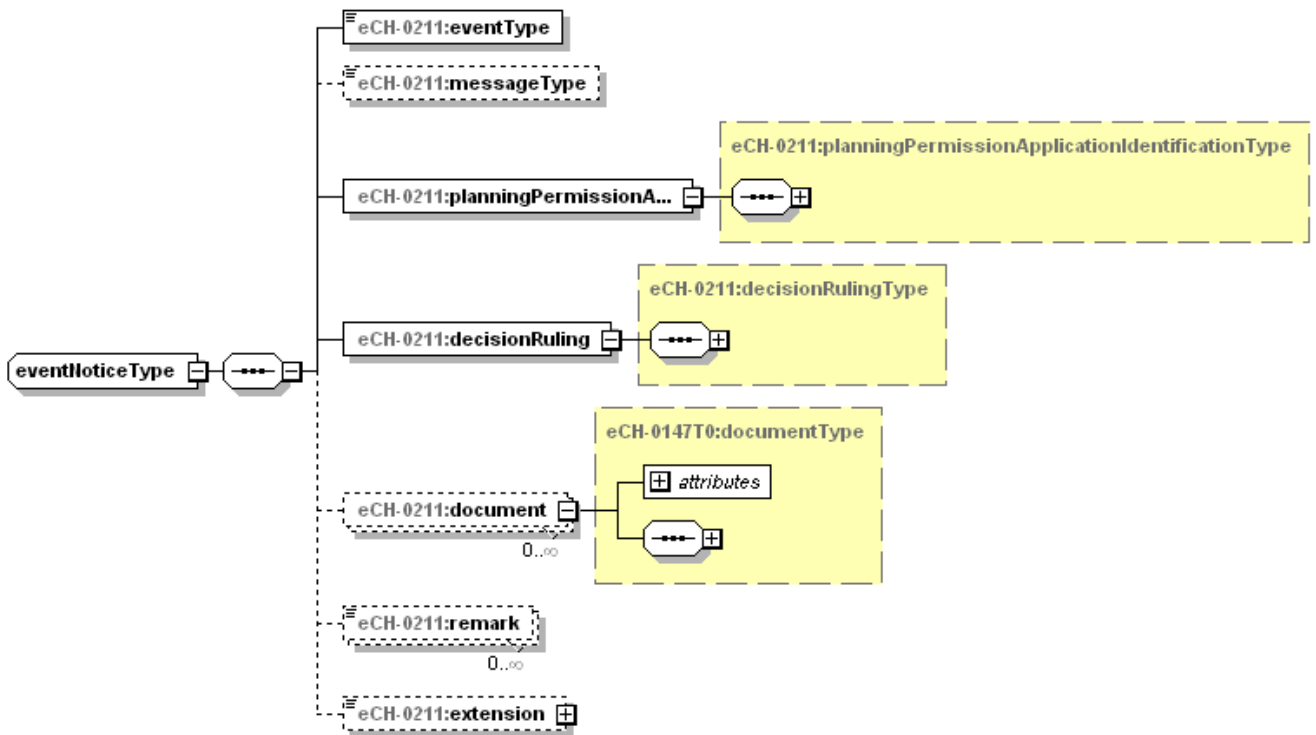 eCH-0211:eventType
eCH-0211:messageType
eCH-0211:planningPermissionApplicationIdentificationType
eCH-0211:planningPermissionA...
eCH-0211:decisionRulingType
eCH-0211:decisionRuling
eventNoticeType
eCH-0147T0:documentType
attributes
eCH-0211:document
0..∞
eCH-0211:remark
0..∞
eCH-0211:extension